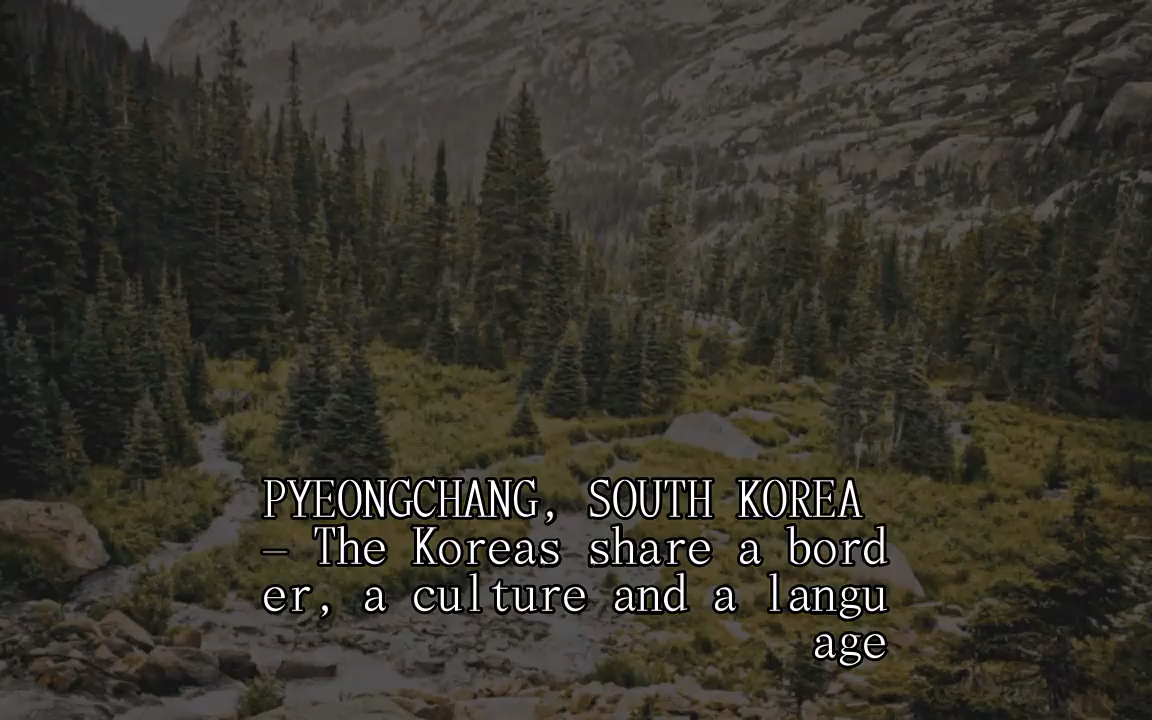 PYEONGCHANG, SOUTH KOREA
— The Koreas share a bord
er, a culture and a langu
age